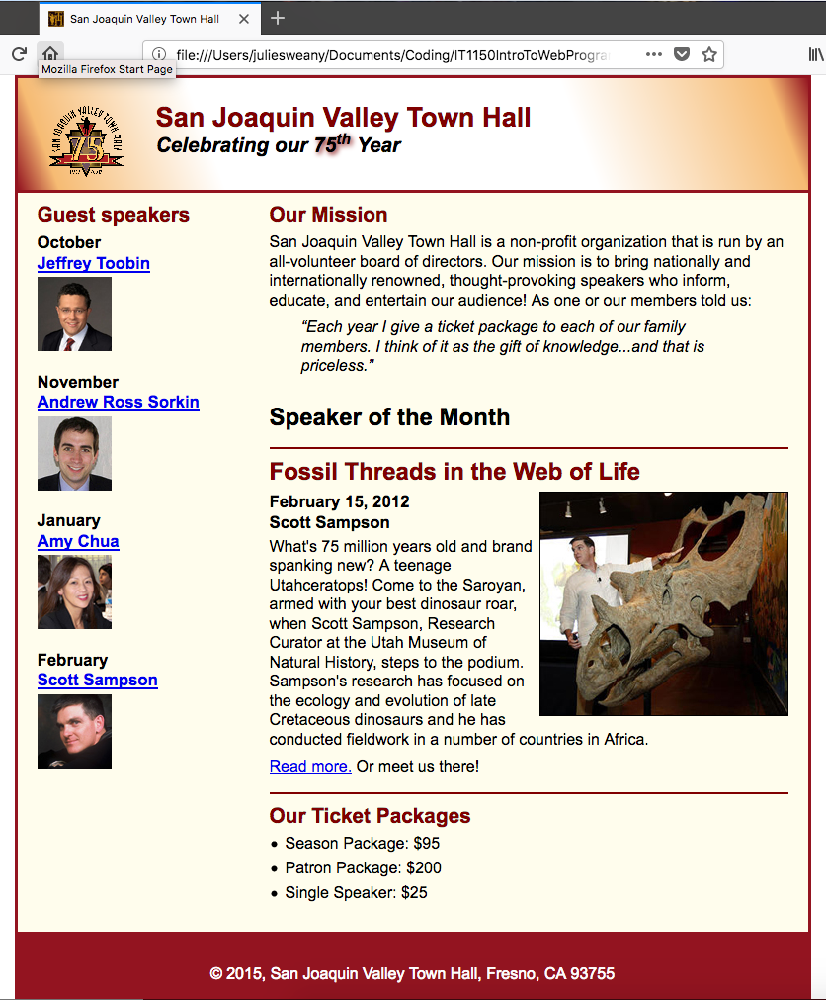 San Joaquin Valley Town Hall
file:///Users/juliesweany/Documents/Coding/IT1150IntroToWebProgra
Mozilla Firefox Start Page
SAN JOAQUIN VALLEY TOWN HALL
75
San Joaquin Valley Town Hall
Celebrating our 75th Year
Guest speakers
October
Jeffrey Toobin
November
Andrew Ross Sorkin
January
Amy Chua
February
Scott Sampson
Our Mission
San Joaquin Valley Town Hall is a non-profit organization that is run by an
all-volunteer board of directors. Our mission is to bring nationally and
internationally renowned, thought-provoking speakers who inform,
educate, and entertain our audience! As one or our members told us:
“Each year I give a ticket package to each of our family
members. I think of it as the gift of knowledge...and that is
priceless.”
Speaker of the Month
Fossil Threads in the Web of Life
February 15, 2012
Scott Sampson
What's 75 million years old and brand
spanking new? A teenage
Utahceratops! Come to the Saroyan,
armed with your best dinosaur roar,
when Scott Sampson, Research
Curator at the Utah Museum of
Natural History, steps to the podium.
Sampson's research has focused on
the ecology and evolution of late
Cretaceous dinosaurs and he has
conducted fieldwork in a number of countries in Africa.
Read more. Or meet us there!
Our Ticket Packages
• Season Package: $95
• Patron Package: $200
• Single Speaker: $25
© 2015, San Joaquin Valley Town Hall, Fresno, CA 93755